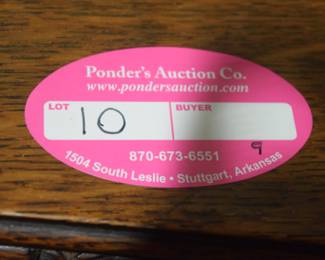 Ponder's Auction Co.
www.pondersauction.com
LOT BUYER
10
870-673-6551
9
1504 South Leslie • Stuttgart, Arkansas